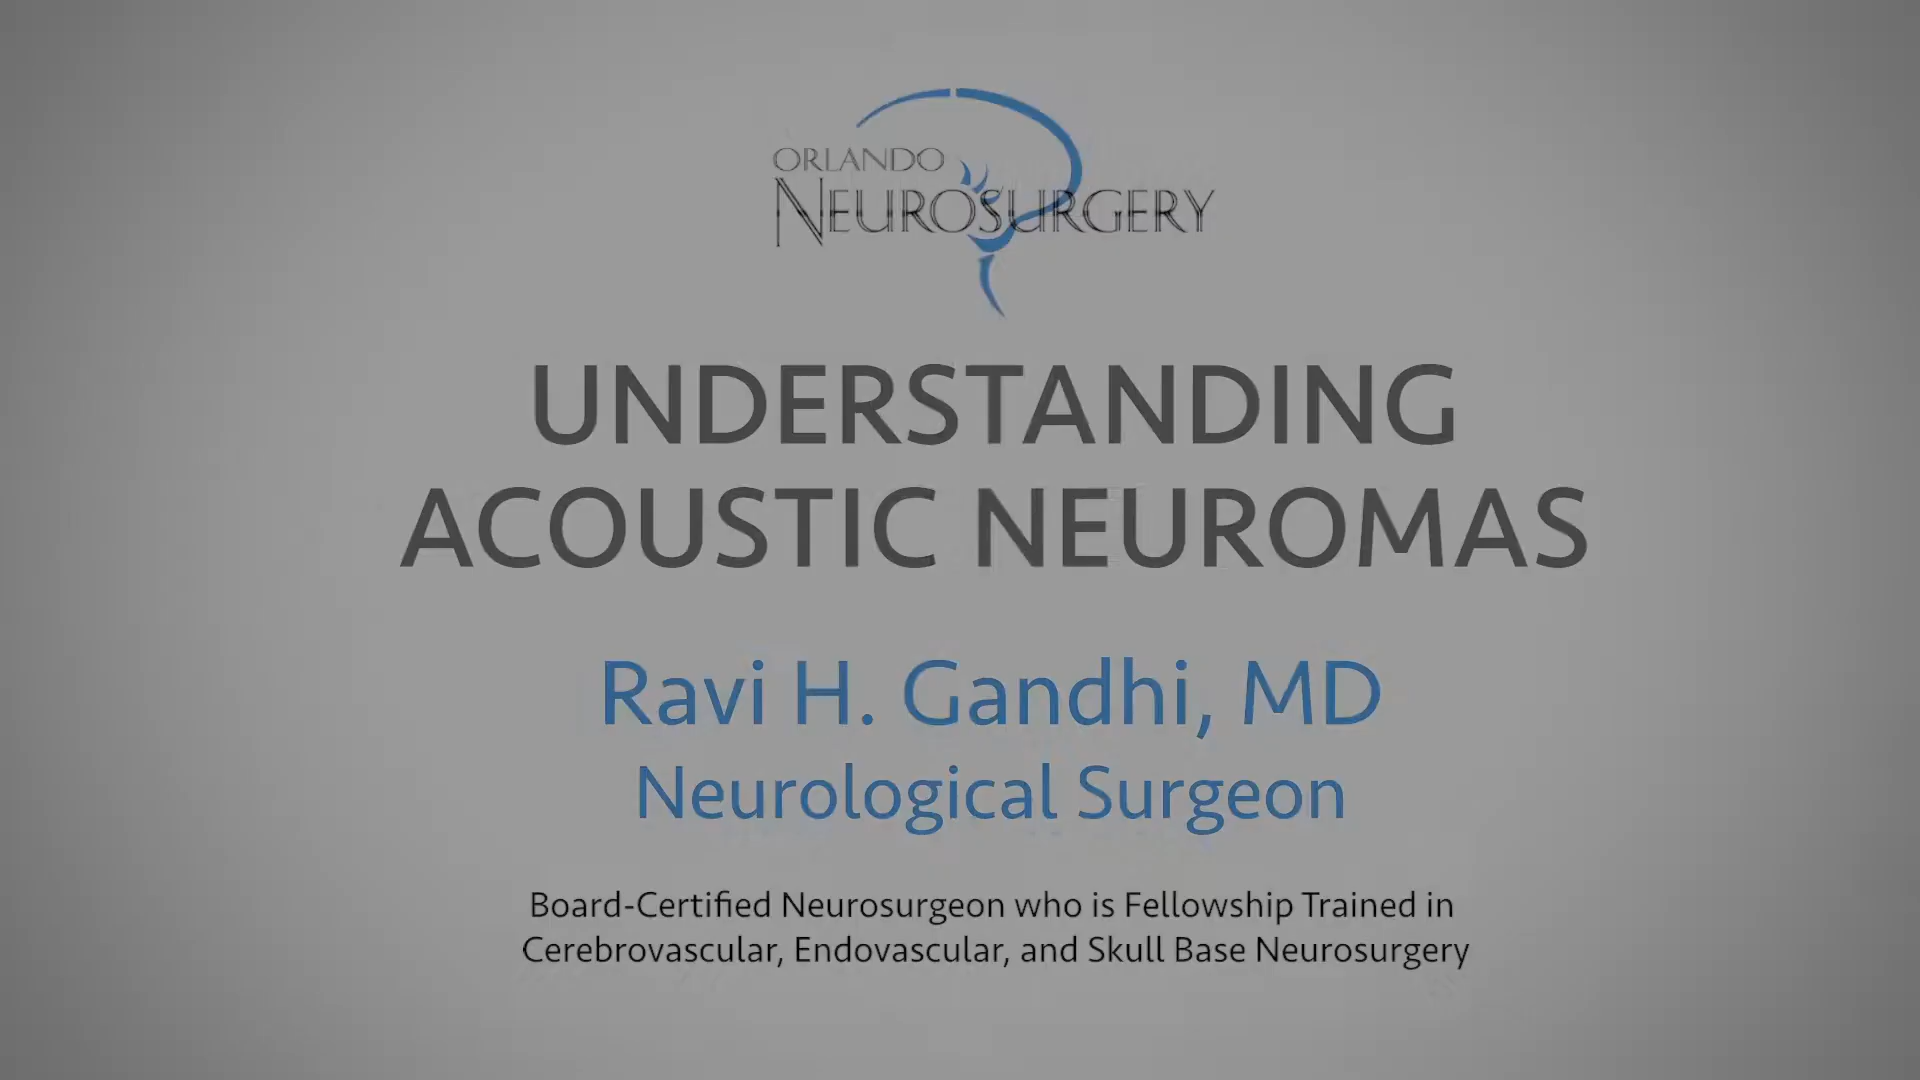 ORLANDO
NEUROSURGERY
UNDERSTANDING
ACOUSTIC NEUROMAS
Ravi H. Gandhi, MD
Neurological Surgeon
Board-Certified Neurosurgeon who is Fellowship Trained in
Cerebrovascular, Endovascular, and Skull Base Neurosurgery